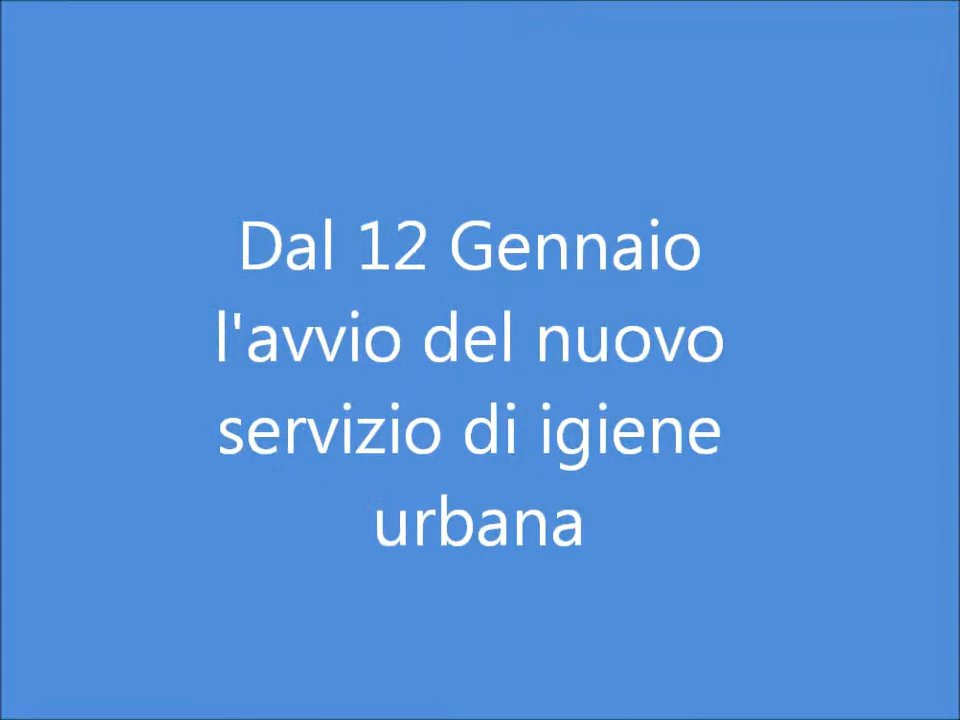 Dal 12 Gennaio
l'avvio del nuovo
servizio di igiene
urbana